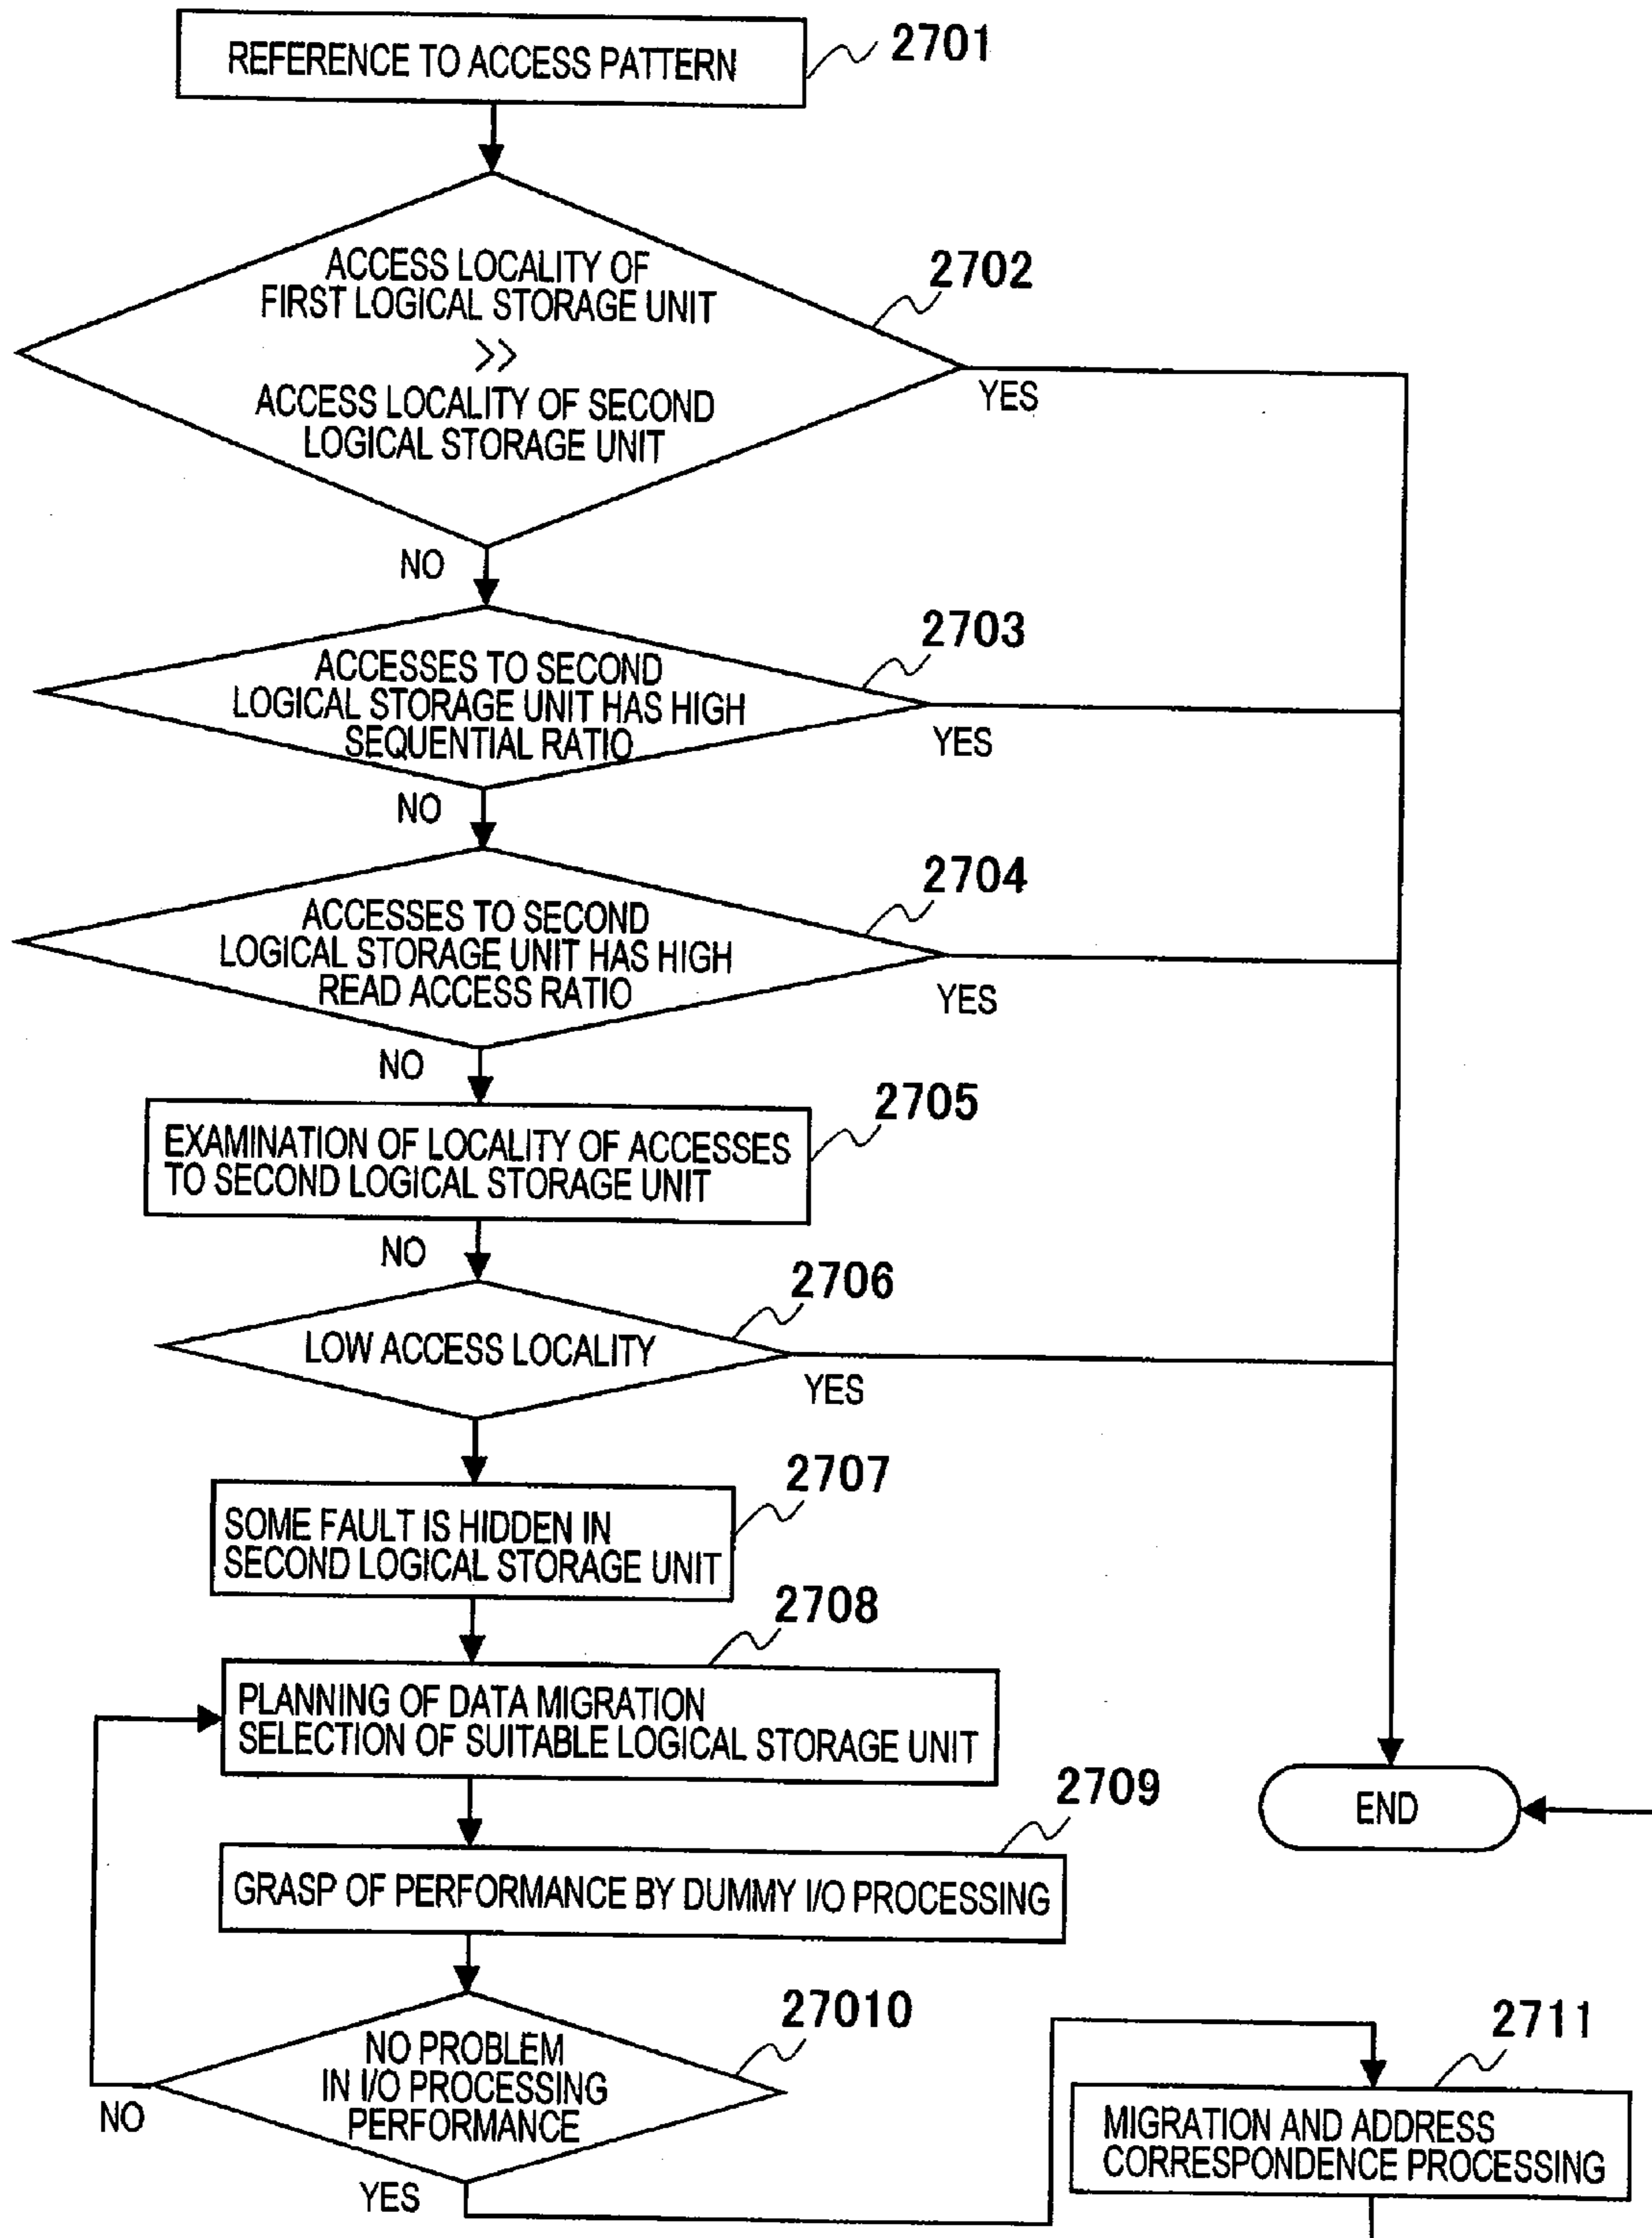 REFERENCE TO ACCESS PATTERN
2701
ACCESS LOCALITY OF
FIRST LOGICAL STORAGE UNIT
>>
ACCESS LOCALITY OF SECOND
LOGICAL STORAGE UNIT
2702
YES
NO
ACCESSES TO SECOND
LOGICAL STORAGE UNIT HAS HIGH
SEQUENTIAL RATIO
2703
YES
NO
ACCESSES TO SECOND
LOGICAL STORAGE UNIT HAS HIGH
READ ACCESS RATIO
2704
YES
NO
EXAMINATION OF LOCALITY OF ACCESSES
TO SECOND LOGICAL STORAGE UNIT
2705
NO
LOW ACCESS LOCALITY
2706
YES
SOME FAULT IS HIDDEN IN
SECOND LOGICAL STORAGE UNIT
2707
PLANNING OF DATA MIGRATION
SELECTION OF SUITABLE LOGICAL STORAGE UNIT
2708
END
GRASP OF PERFORMANCE BY DUMMY I/O PROCESSING
2709
NO PROBLEM
IN I/O PROCESSING
PERFORMANCE
27010
NO
YES
MIGRATION AND ADDRESS
CORRESPONDENCE PROCESSING
2711